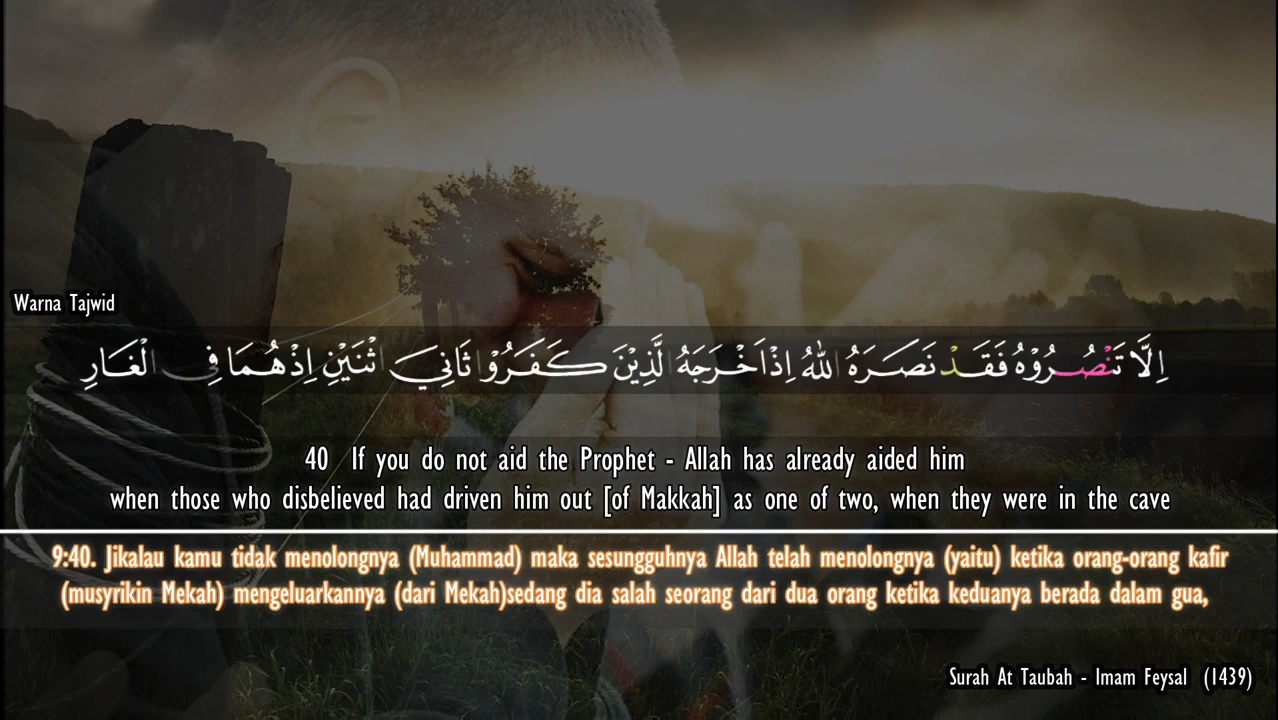 Warna Tajwid
اِلَّا تَنْصُرُوْهُ فَقَدْ نَصَرَهُ اللّٰهُ اِذْ اَخْرَجَهُ الَّذِيْنَ كَفَرُوْا ثَانِيَ اثْنَيْنِ اِذْ هُمَا فِى الْغَارِ
40 If you do not aid the Prophet - Allah has already aided him
when those who disbelieved had driven him out [of Makkah] as one of two, when they were in the cave
9:40. Jikalau kamu tidak menolongnya (Muhammad) maka sesungguhnya Allah telah menolongnya (yaitu) ketika orang-orang kafir
(musyrikin Mekah) mengeluarkannya (dari Mekah)sedang dia salah seorang dari dua orang ketika keduanya berada dalam gua,
Surah At Taubah - Imam Feysal (1439)